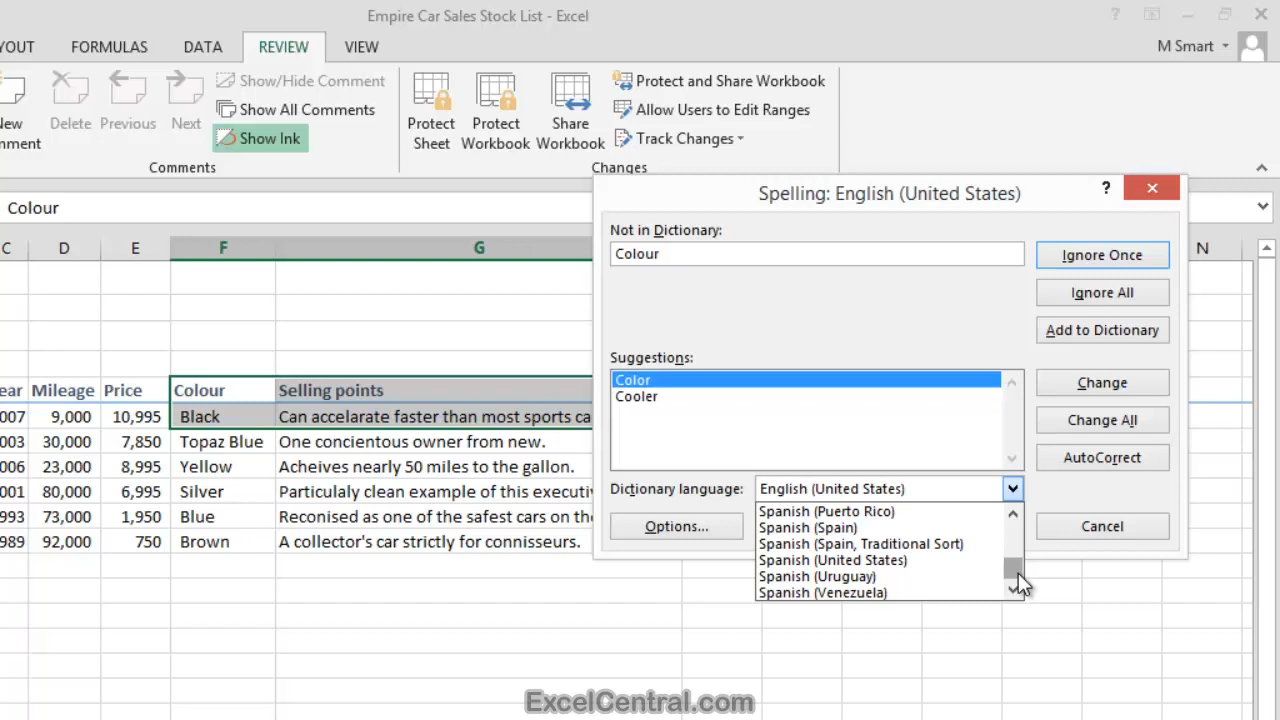 Empire Car Sales Stock List - Excel
YOUT FORMULAS DATA REVIEW VIEW M Smart
New Comment Delete Previous Next
Show/Hide Comment
Show All Comments
Show Ink
Comments
Protect Sheet
Protect Workbook
Share Workbook
Protect and Share Workbook
Allow Users to Edit Ranges
Track Changes
Changes
Colour
C D E F G N
ear Mileage Price Colour Selling points
007 9,000 10,995 Black Can accelarate faster than most sports ca
003 30,000 7,850 Topaz Blue One concientous owner from new.
006 23,000 8,995 Yellow Acheives nearly 50 miles to the gallon.
001 80,000 6,995 Silver Particulaly clean example of this executiv
993 73,000 1,950 Blue Reconised as one of the safest cars on the
989 92,000 750 Brown A collector's car strictly for connisseurs.
Spelling: English (United States)
Not in Dictionary:
Colour
Ignore Once
Ignore All
Add to Dictionary
Suggestions:
Color
Cooler
Change
Change All
AutoCorrect
Dictionary language: English (United States)
Options...
Cancel
Spanish (Puerto Rico)
Spanish (Spain)
Spanish (Spain, Traditional Sort)
Spanish (United States)
Spanish (Uruguay)
Spanish (Venezuela)
ExcelCentral.com